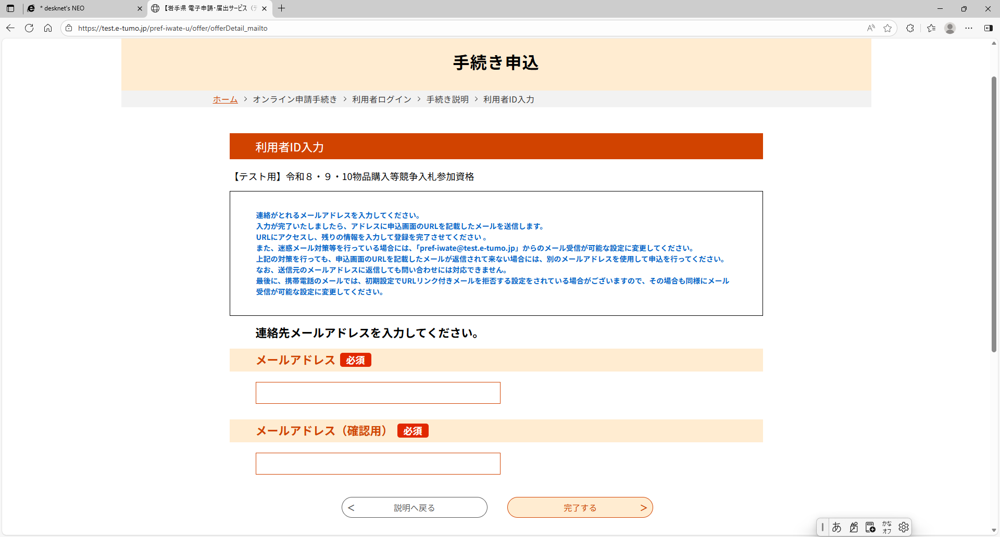 * desknet's NEO
【岩手県 電子申請・届出サービス（テ
https://test.e-tumo.jp/pref-iwate-u/offer/offerDetail_mailto
手続き申込
ホーム > オンライン申請手続き > 利用者ログイン > 手続き説明 > 利用者ID入力
利用者ID入力
【テスト用】令和８・９・10物品購入等競争入札参加資格
連絡がとれるメールアドレスを入力してください。
入力が完了いたしましたら、アドレスに申込画面のURLを記載したメールを送信します。
URLにアクセスし、残りの情報を入力して登録を完了させてください 。
また、迷惑メール対策等を行っている場合には、「pref-iwate@test.e-tumo.jp」からのメール受信が可能な設定に変更してください。
上記の対策を行っても、申込画面のURLを記載したメールが返信されて来ない場合には、別のメールアドレスを使用して申込を行ってください。
なお、送信元のメールアドレスに返信しても問い合わせには対応できません。
最後に、携帯電話のメールでは、初期設定でURLリンク付きメールを拒否する設定をされている場合がございますので、その場合も同様にメール
受信が可能な設定に変更してください。
連絡先メールアドレスを入力してください。
メールアドレス 必須
メールアドレス（確認用） 必須
< 説明へ戻る
完了する >
あ
かな
オフ